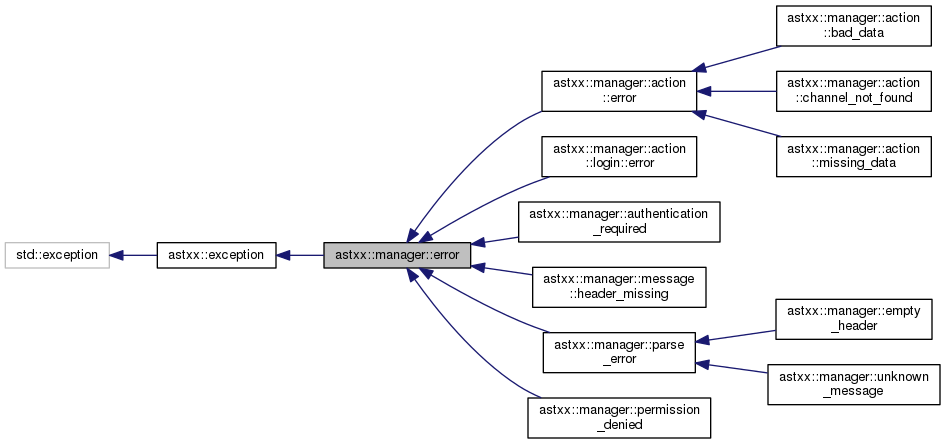 std::exception
astxx::exception
astxx::manager::error
astxx::manager::action
::error
astxx::manager::action
::login::error
astxx::manager::authentication
_required
astxx::manager::message
::header_missing
astxx::manager::parse
_error
astxx::manager::permission
_denied
astxx::manager::action
::bad_data
astxx::manager::action
::channel_not_found
astxx::manager::action
::missing_data
astxx::manager::empty
_header
astxx::manager::unknown
_message